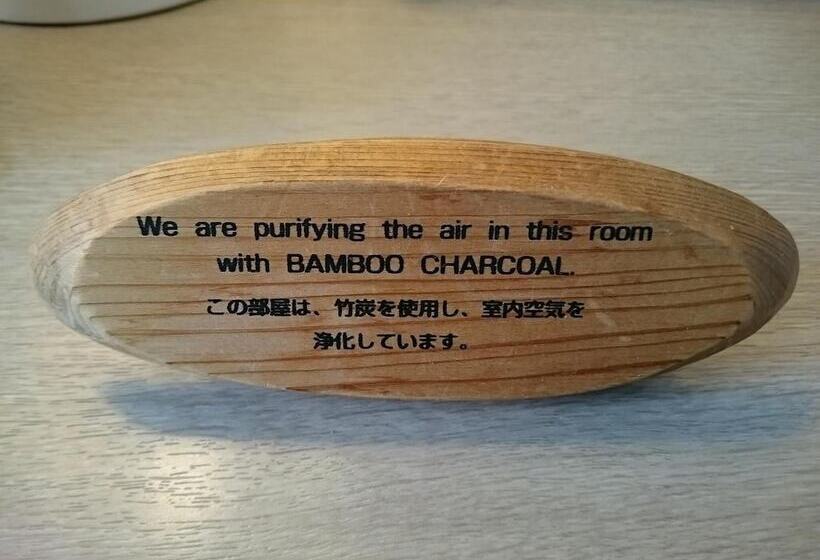 We are purifying the air in this room
with BAMBOO CHARCOAL.
この部屋は、竹炭を使用し、室内空気を
浄化しています。